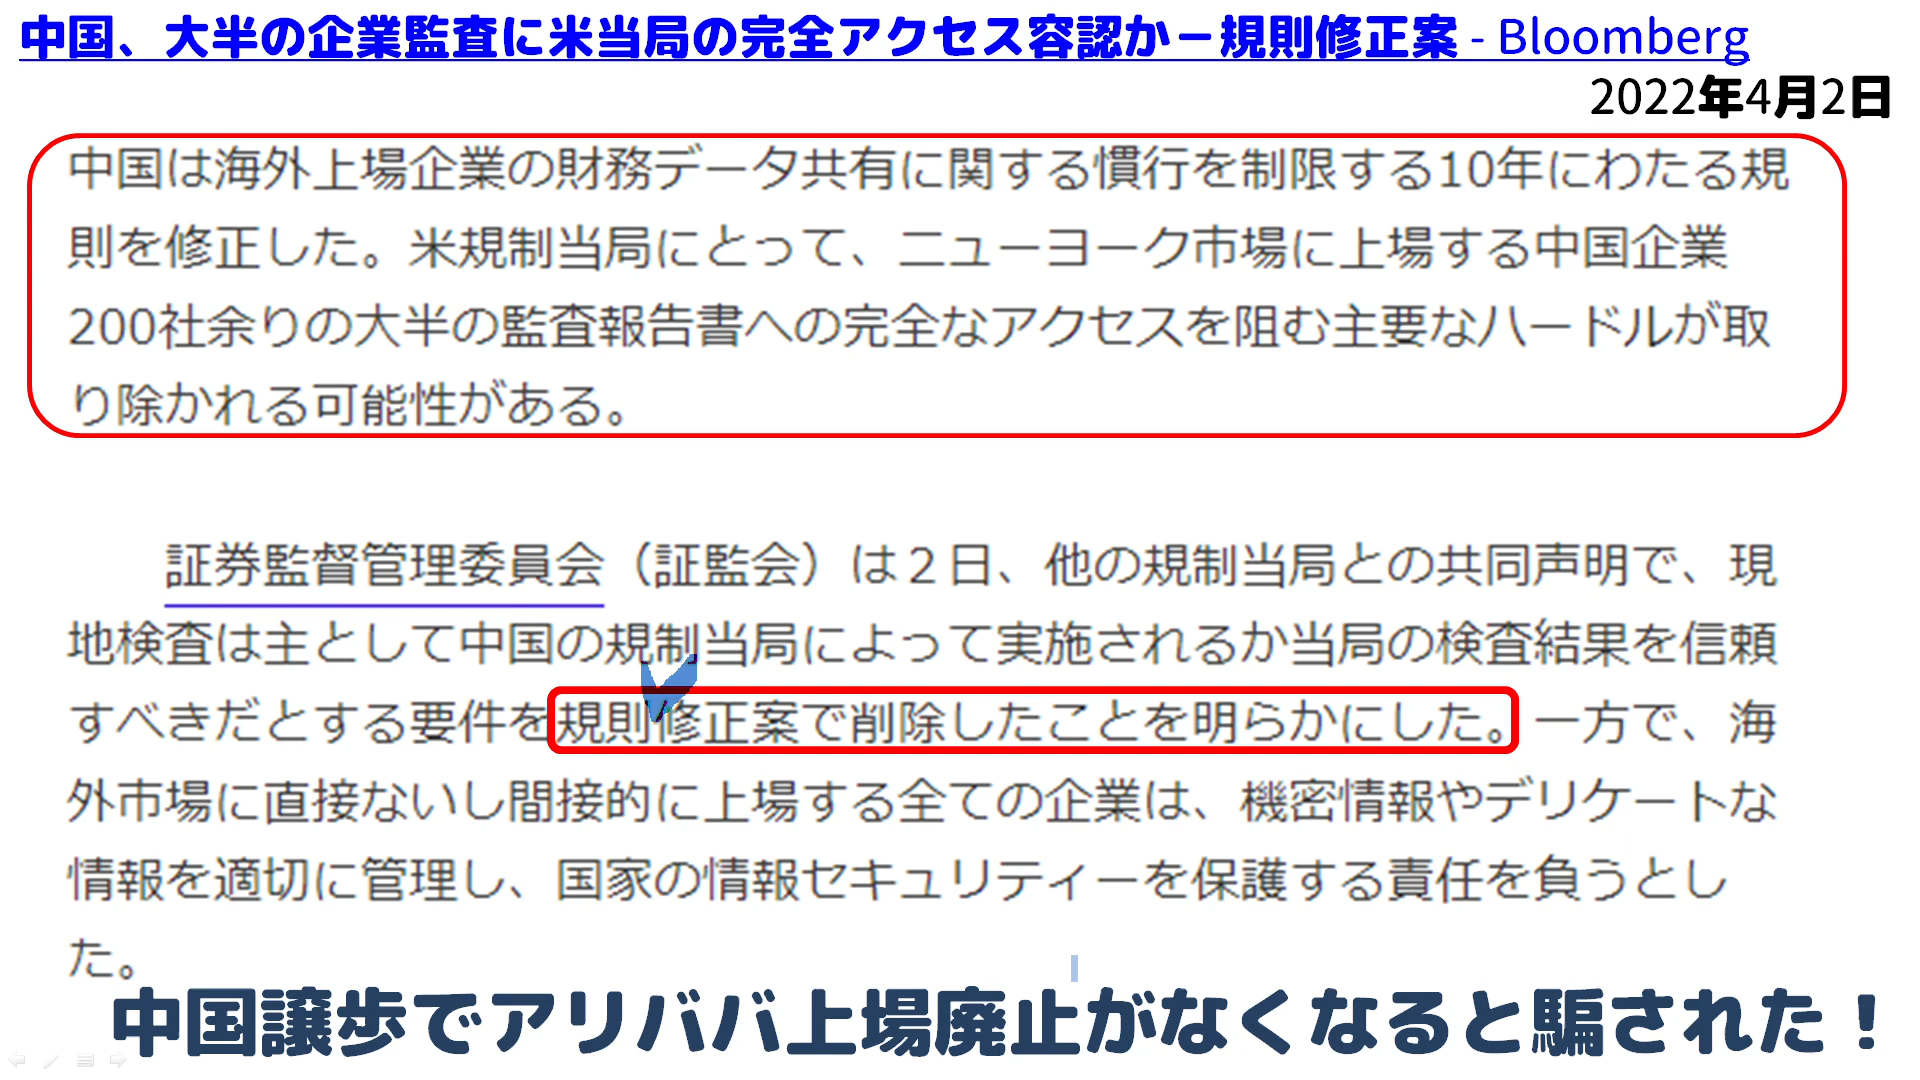 中国、大半の企業監査に米当局の完全アクセス容認かー規則修正案 - Bloomberg
2022年4月2日
中国は海外上場企業の財務データ共有に関する慣行を制限する10年にわたる規
則を修正した。米規制当局にとって、ニューヨーク市場に上場する中国企業
200社余りの大半の監査報告書への完全なアクセスを阻む主要なハードルが取
り除かれる可能性がある。
証券監督管理委員会（証監会）は２日、他の規制当局との共同声明で、現
地検査は主として中国の規制当局によって実施されるか当局の検査結果を信頼
すべきだとする要件を規則修正案で削除したことを明らかにした。一方で、海
外市場に直接ないし間接的に上場する全ての企業は、機密情報やデリケートな
情報を適切に管理し、国家の情報セキュリティーを保護する責任を負うとし
た。
中国譲歩でアリババ上場廃止がなくなると騙された！